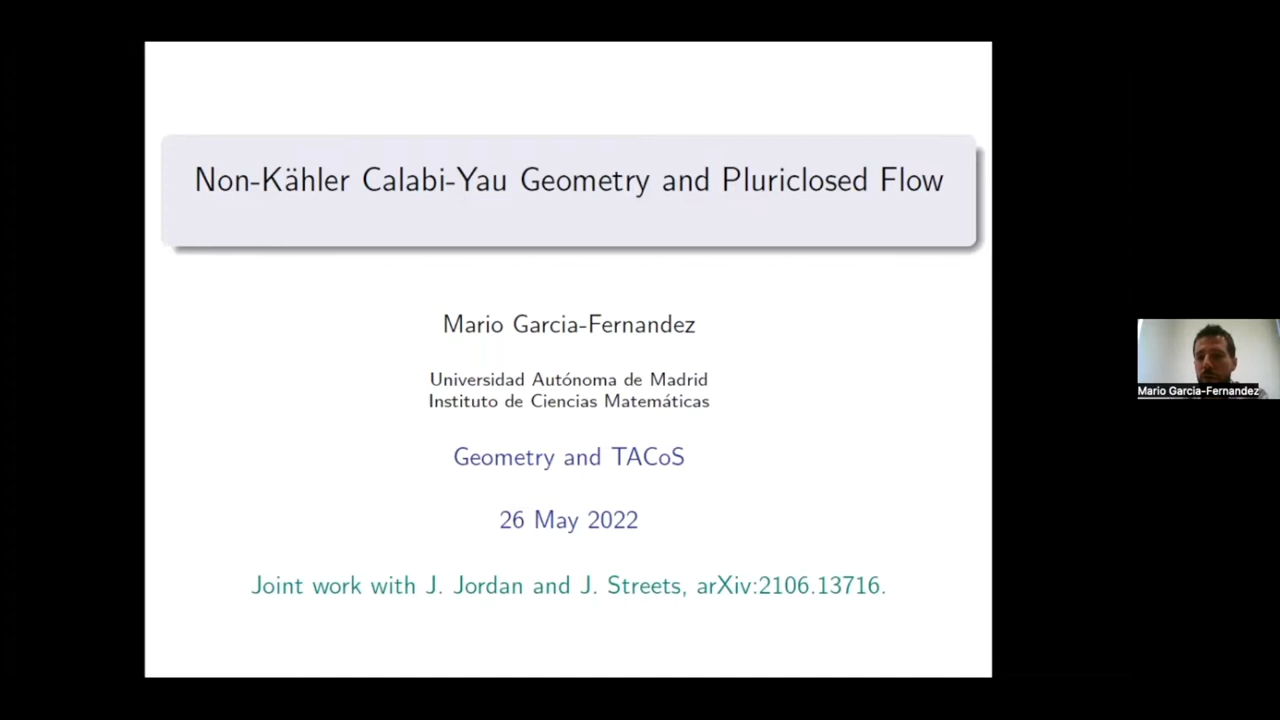 Non-Kähler Calabi-Yau Geometry and Pluriclosed Flow
Mario Garcia-Fernandez
Universidad Autónoma de Madrid
Instituto de Ciencias Matemáticas
Geometry and TACoS
26 May 2022
Joint work with J. Jordan and J. Streets, arXiv:2106.13716.
Mario Garcia-Fernandez